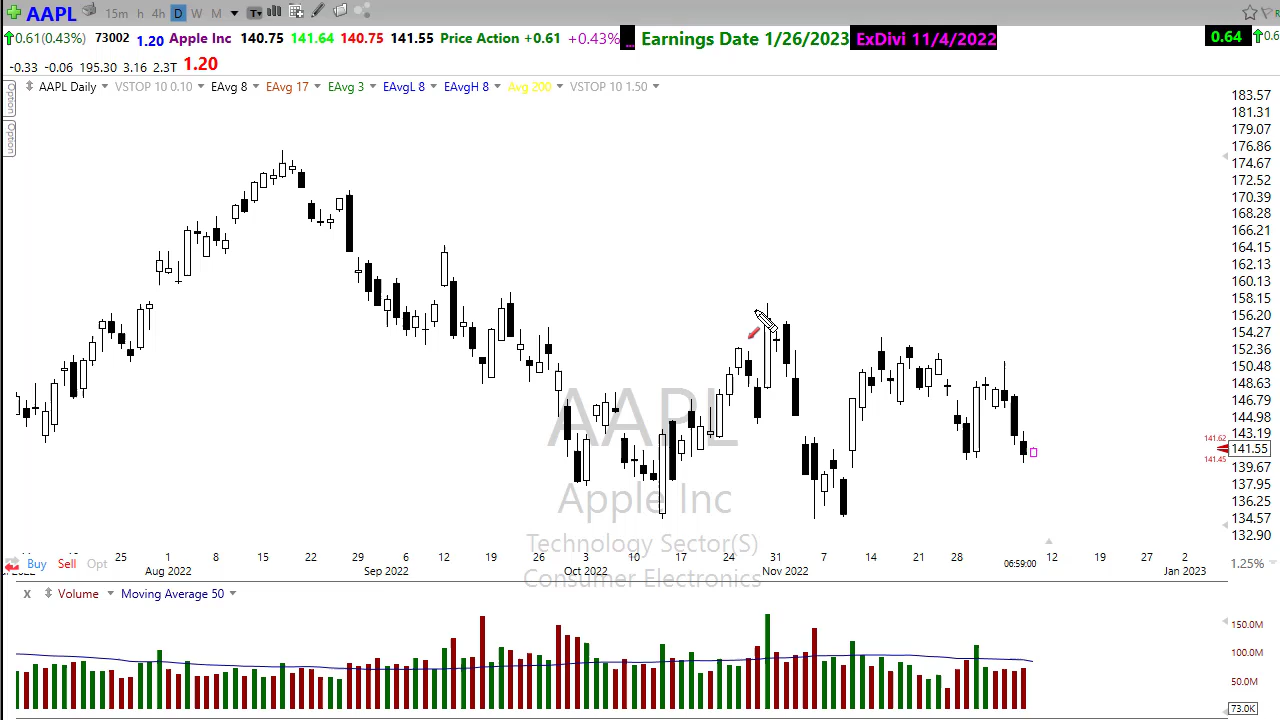 AAPL 15m h 4h D W M T
0.61(0.43%) 73002 1.20 Apple Inc 140.75 141.64 140.75 141.55 Price Action +0.61 +0.43% ... Earnings Date 1/26/2023 ExDivi 11/4/2022 0.64 0.6
-0.33 -0.06 195.30 3.16 2.3T 1.20
AAPL Daily VSTOP 10 0.10 EAvg 8 EAvg 17 EAvg 3 EAvgL 8 EAvgH 8 Avg 200 VSTOP 10 1.50
Option
Option
183.57
181.31
179.07
176.86
174.67
172.52
170.39
168.28
166.21
164.15
162.13
160.13
158.15
156.20
154.27
152.36
150.48
148.63
146.79
144.98
143.19
141.62
141.55
141.45
139.67
137.95
136.25
134.57
132.90
AAPL
Apple Inc
Technology Sector(S)
Consumer Electronics
25 1 8 15 22 29 6 12 19 26 3 10 17 24 31 7 14 21 28 12 19 27 2
Buy Sell Opt 06:59:00 1.25%
Aug 2022 Sep 2022 Oct 2022 Nov 2022 Jan 2023
x Volume Moving Average 50
150.0M
100.0M
50.0M
73.0K